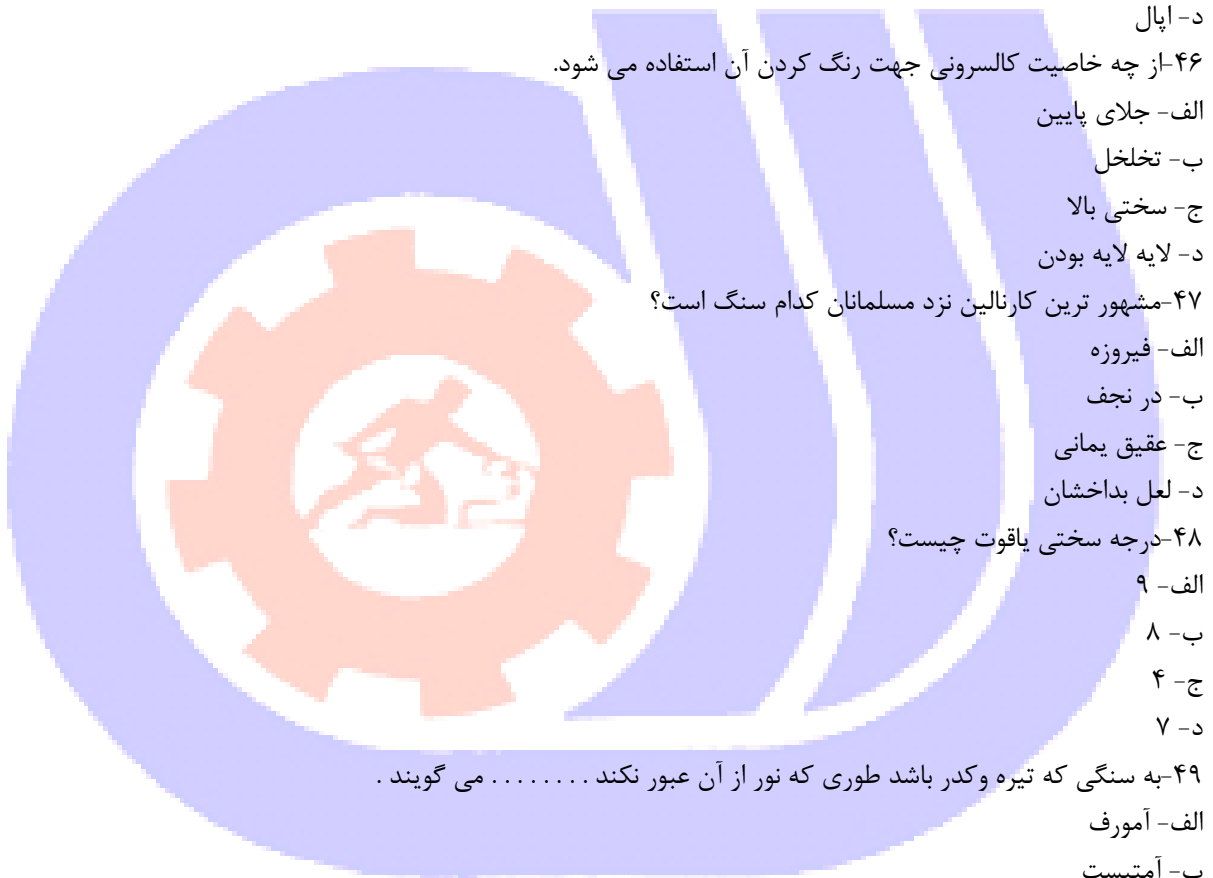 د- اپال
۴۶-از چه خاصیت کالسرونی جهت رنگ کردن آن استفاده می شود.
الف- جلای پایین
ب- تخلخل
ج- سختی بالا
د- لایه لایه بودن
۴۷-مشهور ترین کارنالین نزد مسلمانان کدام سنگ است؟
الف- فیروزه
ب- در نجف
ج- عقیق یمانی
د- لعل بداخشان
۴۸-درجه سختی یاقوت چیست؟
الف- ۹
ب- ۸
ج- ۴
د- ۷
۴۹-به سنگی که تیره وکدر باشد طوری که نور از آن عبور نکند . . . . . . . . می گویند .
الف- آمورف
ب- آمتیست